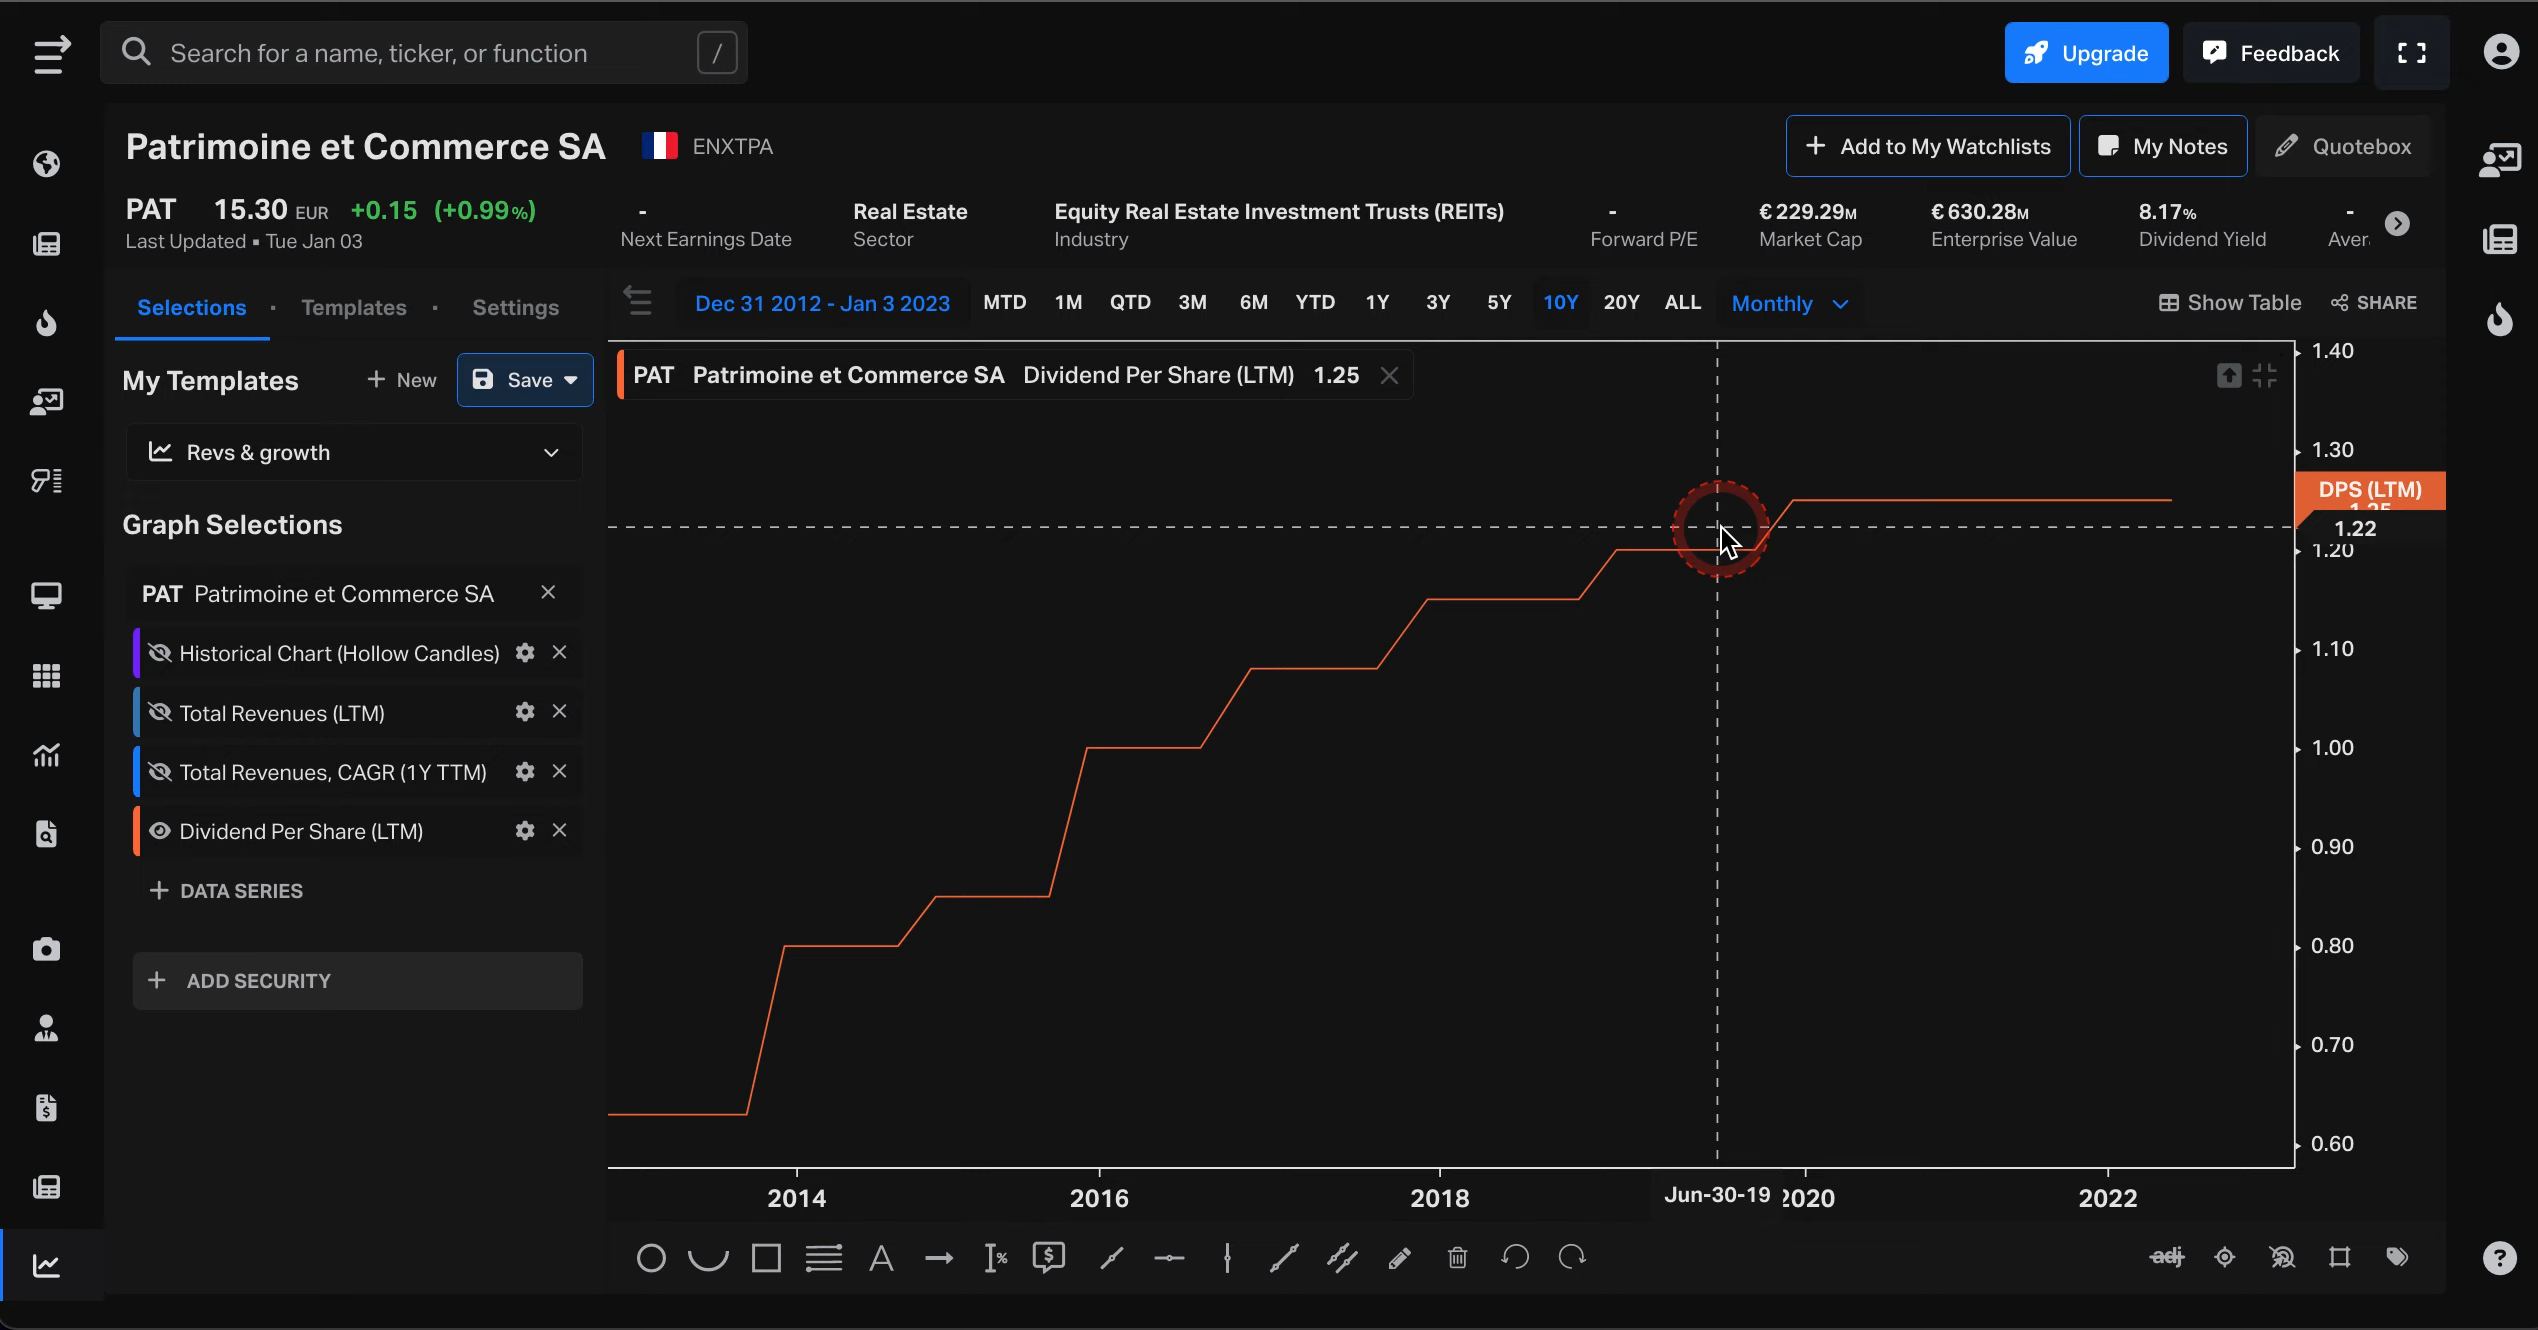 Search for a name, ticker, or function /
Upgrade
Feedback
Patrimoine et Commerce SA ENXTPA
+ Add to My Watchlists
My Notes
Quotebox
PAT 15.30 EUR +0.15 (+0.99%)
Last Updated ▪ Tue Jan 03
-
Next Earnings Date
Real Estate
Sector
Equity Real Estate Investment Trusts (REITs)
Industry
-
Forward P/E
€ 229.29M
Market Cap
€ 630.28M
Enterprise Value
8.17%
Dividend Yield
-
Aver.
Selections · Templates · Settings
Dec 31 2012 - Jan 3 2023 MTD 1M QTD 3M 6M YTD 1Y 3Y 5Y 10Y 20Y ALL Monthly
Show Table SHARE
My Templates + New Save
Revs & growth
Graph Selections
PAT Patrimoine et Commerce SA
Historical Chart (Hollow Candles)
Total Revenues (LTM)
Total Revenues, CAGR (1Y TTM)
Dividend Per Share (LTM)
+ DATA SERIES
+ ADD SECURITY
PAT Patrimoine et Commerce SA Dividend Per Share (LTM) 1.25
1.40
1.30
DPS (LTM)
1.25
1.22
1.20
1.10
1.00
0.90
0.80
0.70
0.60
2014 2016 2018 Jun-30-19 2020 2022
A % $ adj ?